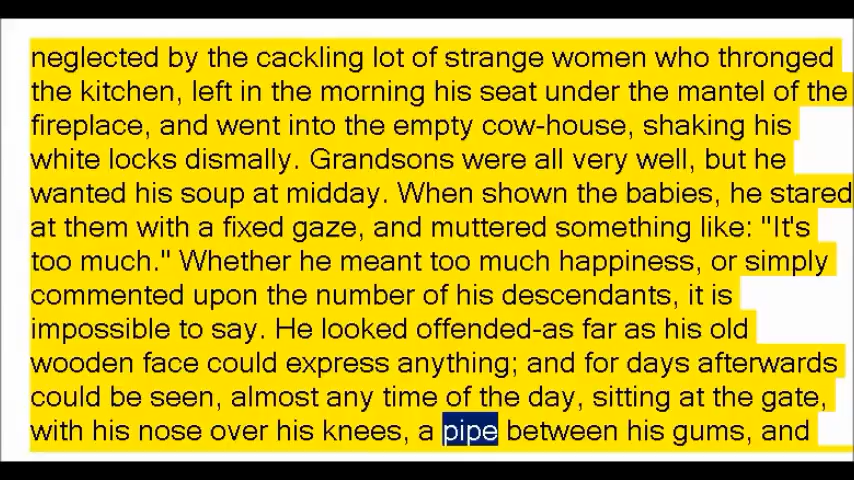 neglected by the cackling lot of strange women who thronged
the kitchen, left in the morning his seat under the mantel of the
fireplace, and went into the empty cow-house, shaking his
white locks dismally. Grandsons were all very well, but he
wanted his soup at midday. When shown the babies, he stared
at them with a fixed gaze, and muttered something like: "It's
too much." Whether he meant too much happiness, or simply
commented upon the number of his descendants, it is
impossible to say. He looked offended-as far as his old
wooden face could express anything; and for days afterwards
could be seen, almost any time of the day, sitting at the gate,
with his nose over his knees, a pipe between his gums, and